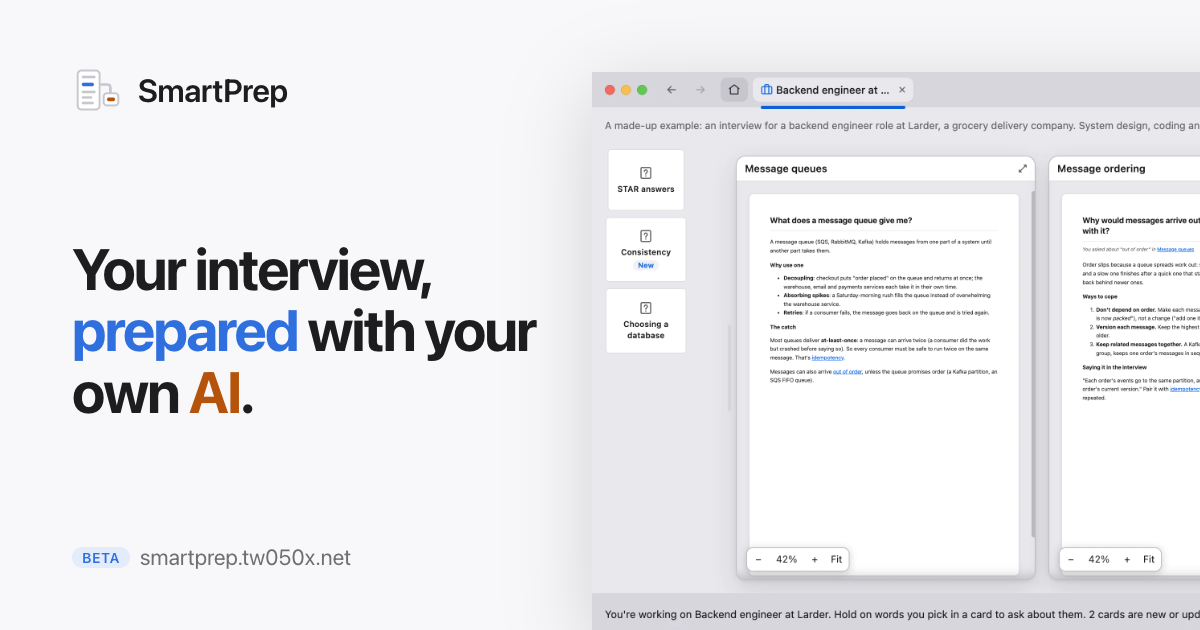 SmartPrep
Your interview,
prepared with your
own AI.
BETA smartprep.tw050x.net
Backend engineer at ...
A made-up example: an interview for a backend engineer role at Larder, a grocery delivery company. System design, coding an
STAR answers
Consistency
New
Choosing a
database
Message queues
What does a message queue give me?
A message queue (SQS, RabbitMQ, Kafka) holds messages from one part of a system until
another part takes them.
Why use one
• Decoupling: checkout puts "order placed" on the queue and returns at once; the
warehouse, email and payments services each take it in their own time.
• Absorbing spikes: a Saturday-morning rush fills the queue instead of overwhelming
the warehouse service.
• Retries: if a consumer fails, the message goes back on the queue and is tried again.
The catch
Most queues deliver at-least-once: a message can arrive twice (a consumer did the work
but crashed before saying so). So every consumer must be safe to run twice on the same
message. That's idempotency.
Messages can also arrive out of order, unless the queue promises order (a Kafka partition, an
SQS FIFO queue).
− 42% + Fit
Message ordering
Why would messages arrive out
with it?
You asked about "out of order" in Message queues
Order slips because a queue spreads work out:
and a slow one finishes after a quick one that sta
back behind newer ones.
Ways to cope
1. Don't depend on order. Make each messa
is now packed"), not a change ("add one it
2. Version each message. Keep the highest
older.
3. Keep related messages together. A Kafk
group, keeps one order's messages in seq
Saying it in the interview
"Each order's events go to the same partition, a
order's current version." Pair it with idempotency
repeated.
− 42% + Fit
You're working on Backend engineer at Larder. Hold on words you pick in a card to ask about them. 2 cards are new or upd